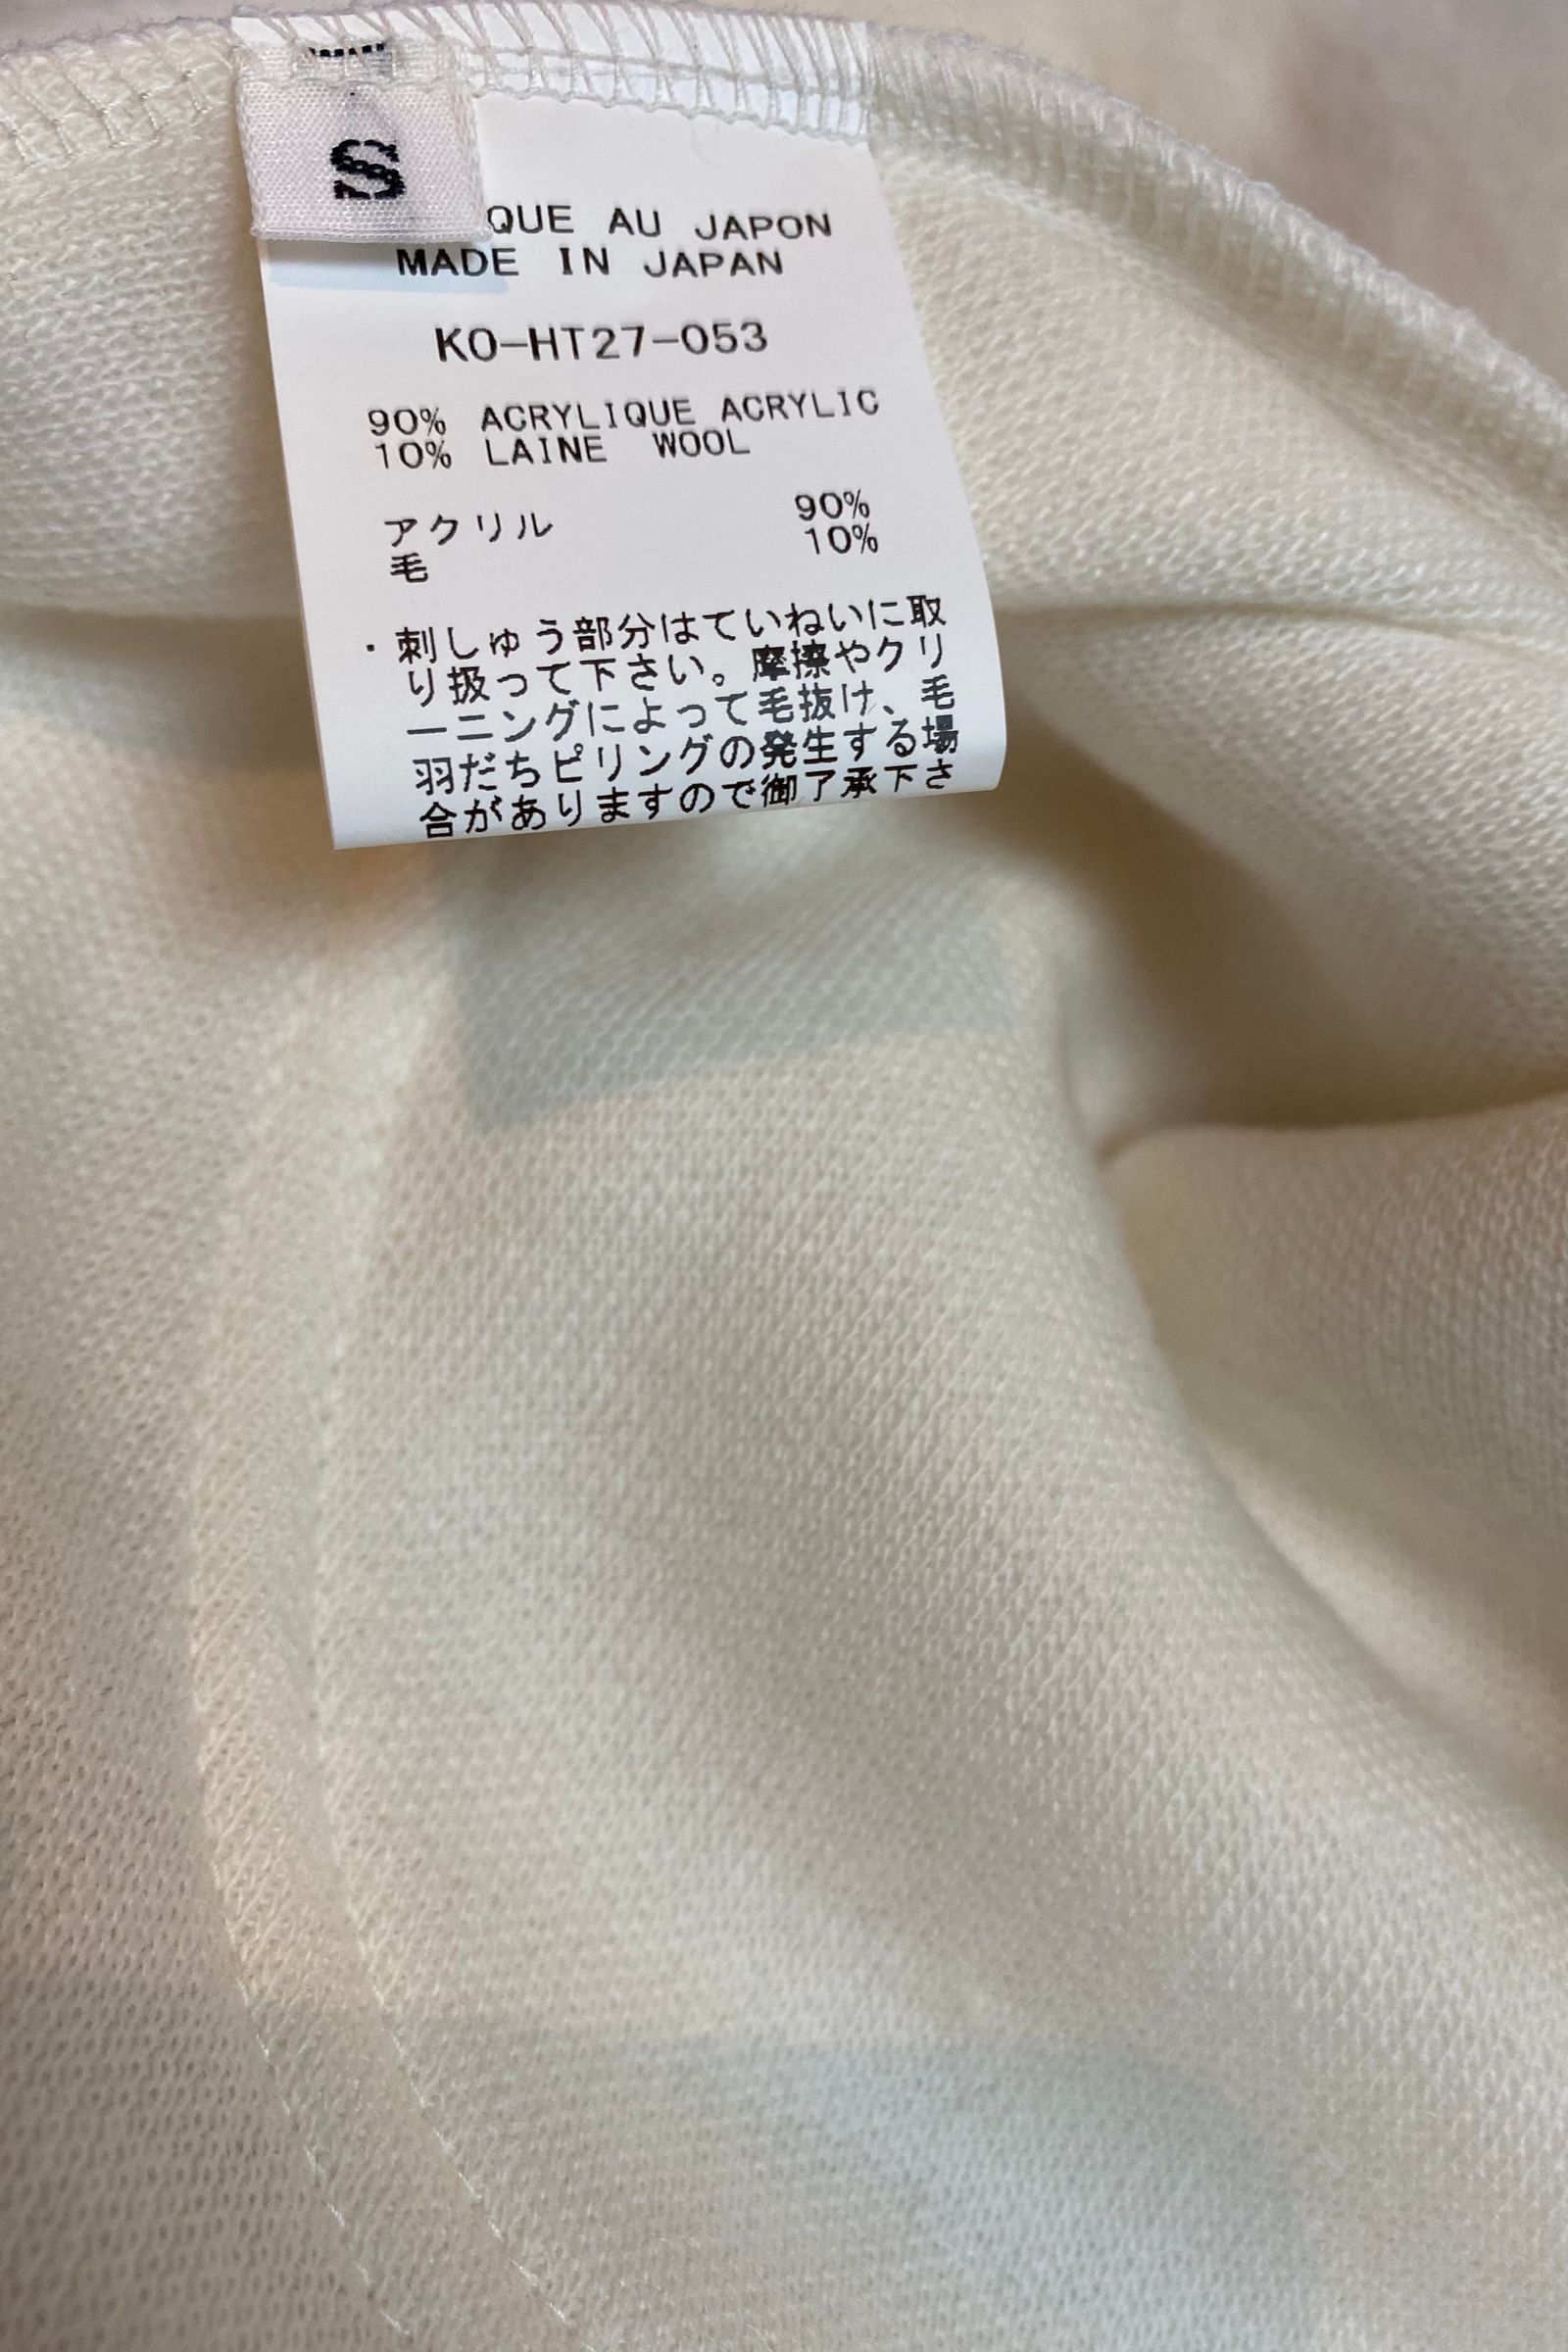 S
QUE AU JAPON
MADE IN JAPAN
KO-HT27-053
90% ACRYLIQUE ACRYLIC
10% LAINE WOOL
アクリル 90%
毛 10%
・刺しゅう部分はていねいに取
り扱って下さい。摩擦やクリ
ーニングによって毛抜け、毛
羽だちピリングの発生する場
合がありますので御了承下さ